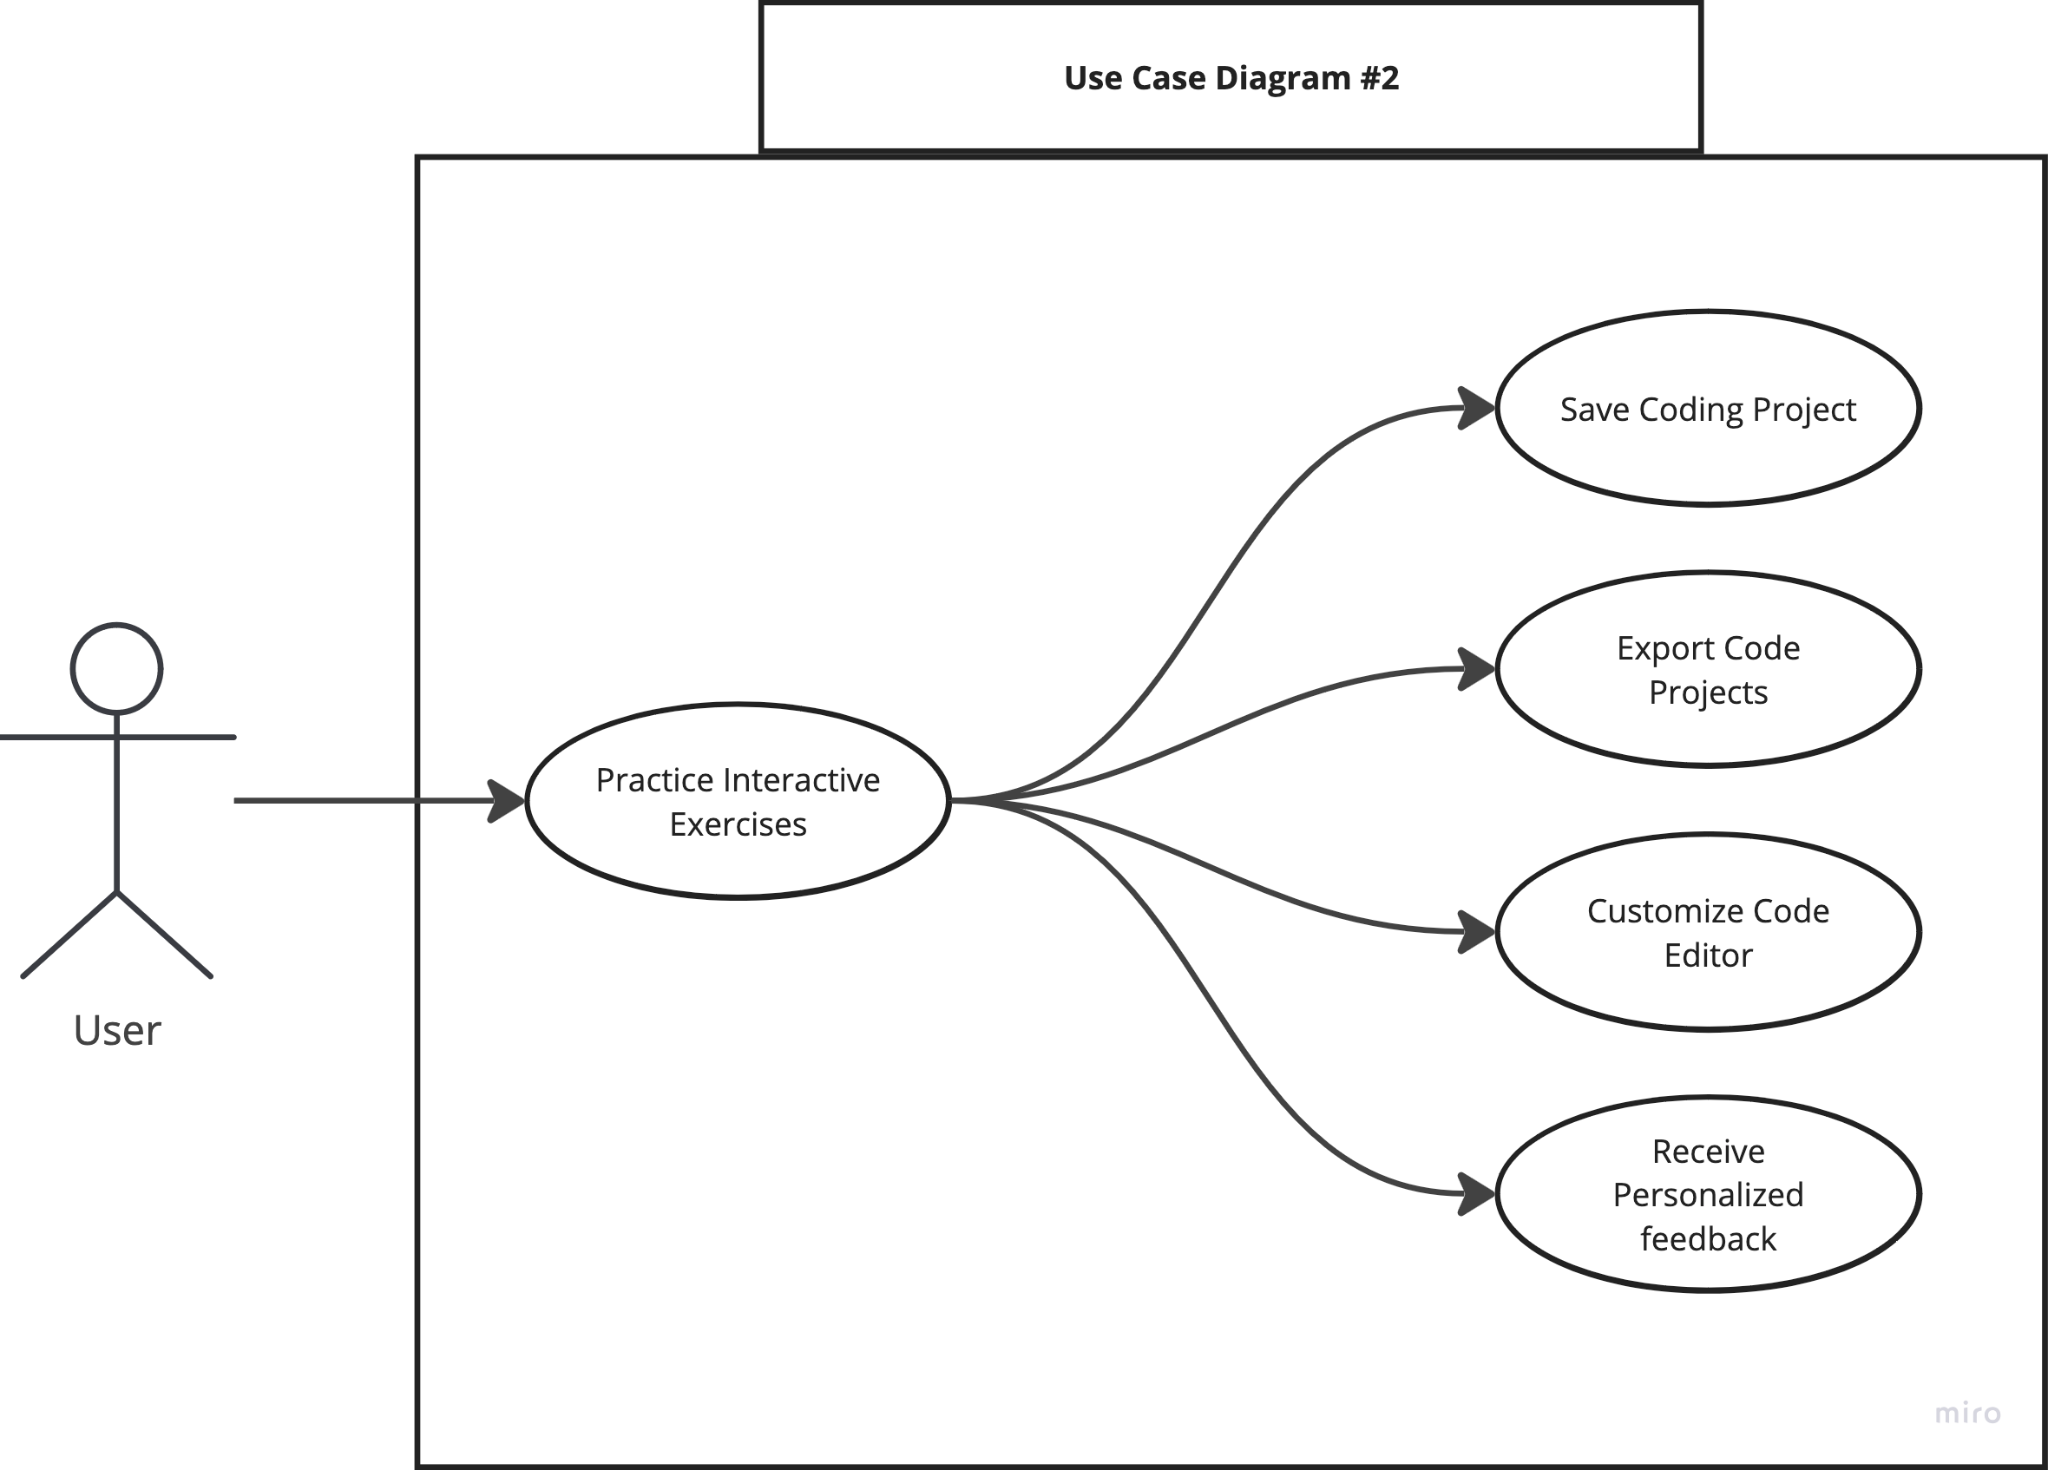 Use Case Diagram #2
Save Coding Project
Export Code
Projects
Practice Interactive
Exercises
Customize Code
Editor
User
Receive
Personalized
feedback
miro